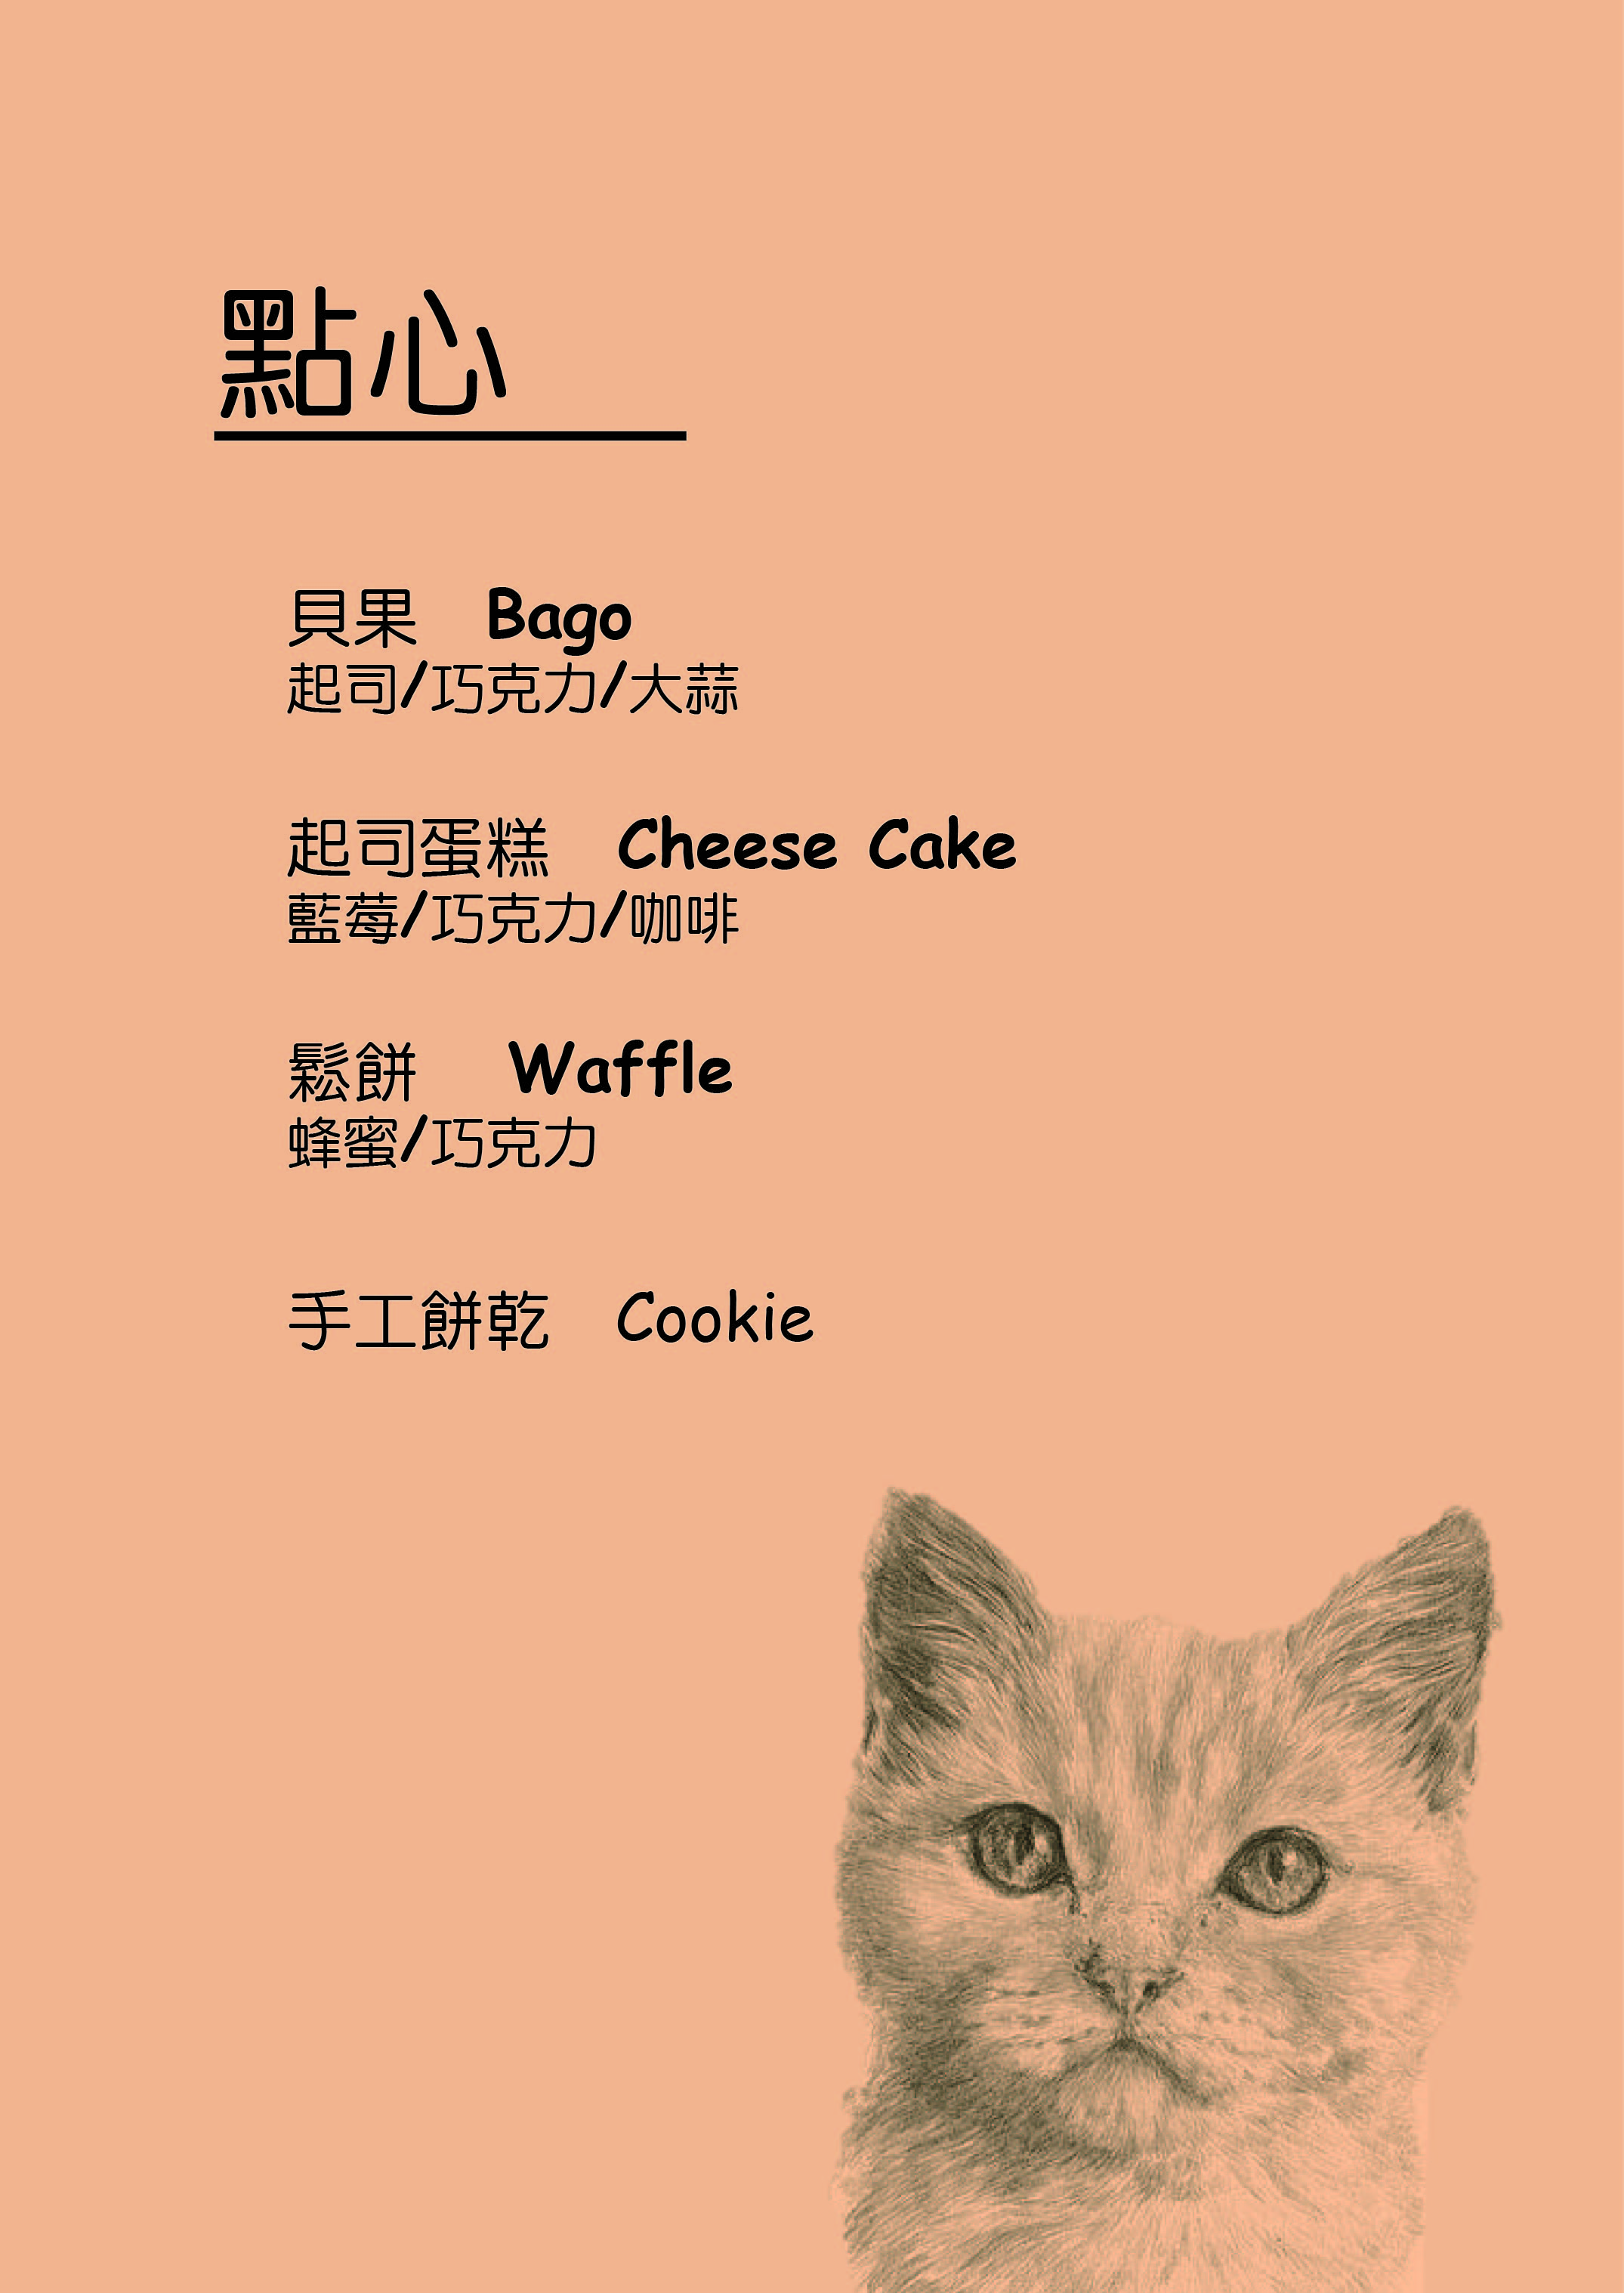 點心
貝果 Bago
起司/巧克力/大蒜
起司蛋糕 Cheese Cake
藍莓/巧克力/咖啡
鬆餅 Waffle
蜂蜜/巧克力
手工餅乾 Cookie